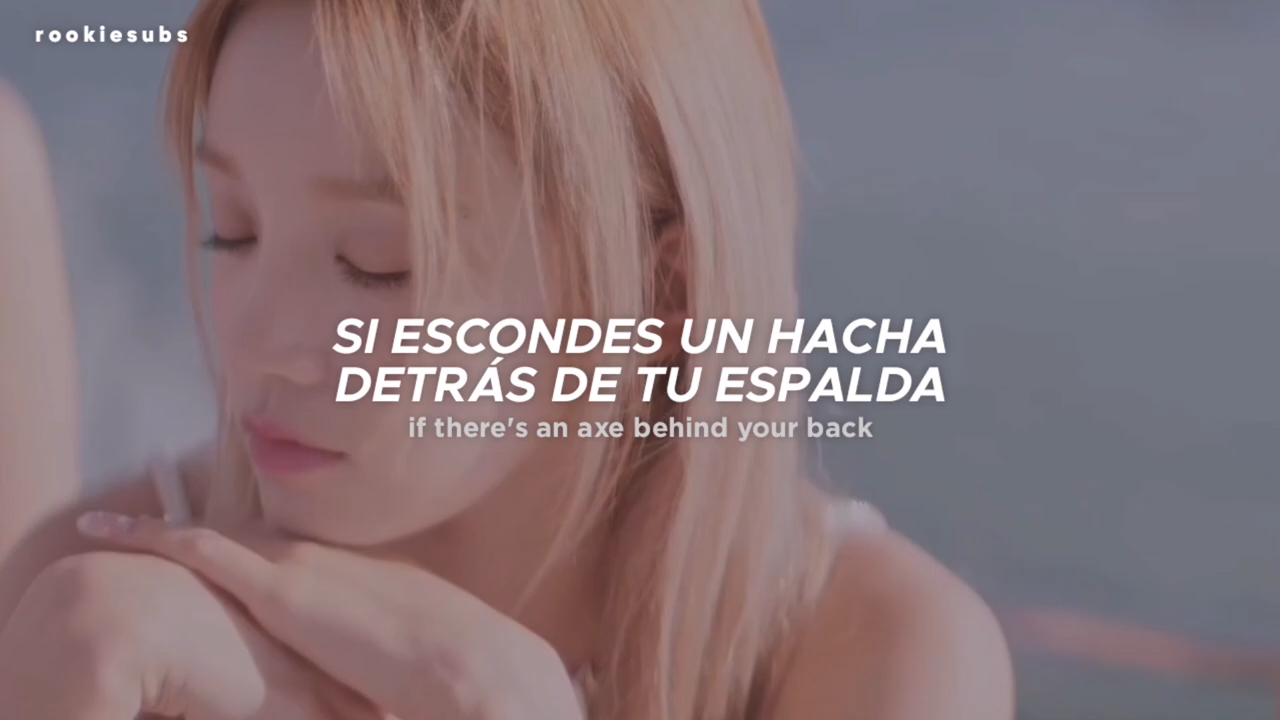 rookiesubs
SI ESCONDES UN HACHA
DETRÁS DE TU ESPALDA
if there's an axe behind your back